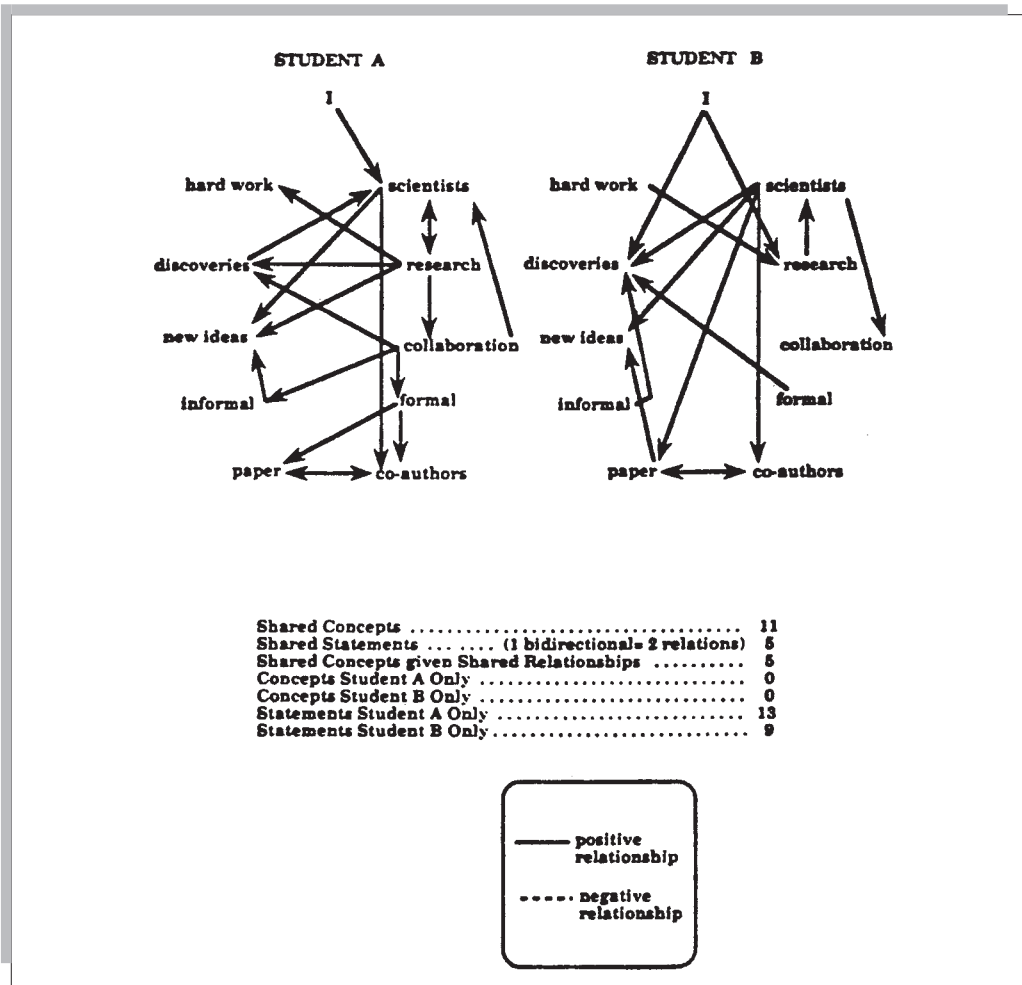 STUDENT A
STUDENT B
I
I
hard work
scientists
hard work
scientists
discoveries
research
discoveries
research
new ideas
collaboration
new ideas
collaboration
informal
formal
informal
formal
paper
co-authors
paper
co-authors
Shared Concepts .................................... 11
Shared Statements ... ....... (1 bidirectional= 2 relations) 5
Shared Concepts given Shared Relationships .......... 5
Concepts Student A Only ............................. 0
Concepts Student B Only ............................. 0
Statements Student A Only ........................... 13
Statements Student B Only............................ 9
positive
relationship
negative
relationship